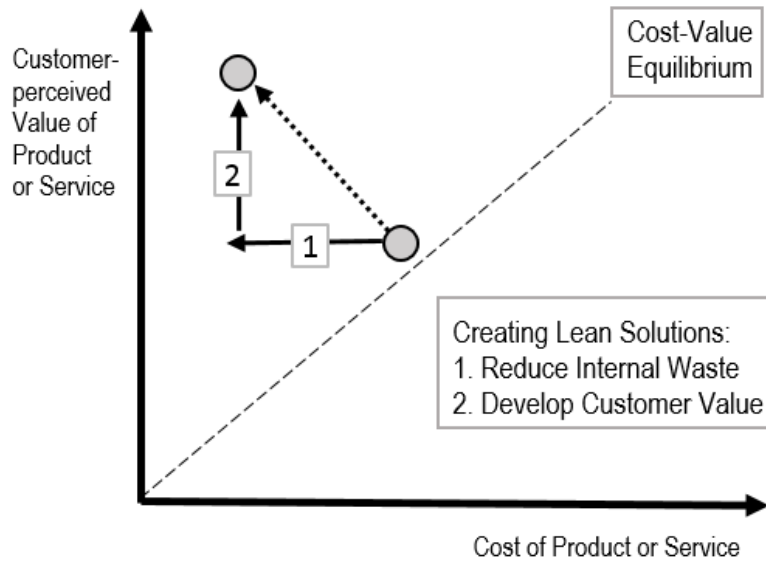 Customer-
perceived
Value of
Product
or Service
Cost-Value
Equilibrium
2
1
Creating Lean Solutions:
1. Reduce Internal Waste
2. Develop Customer Value
Cost of Product or Service